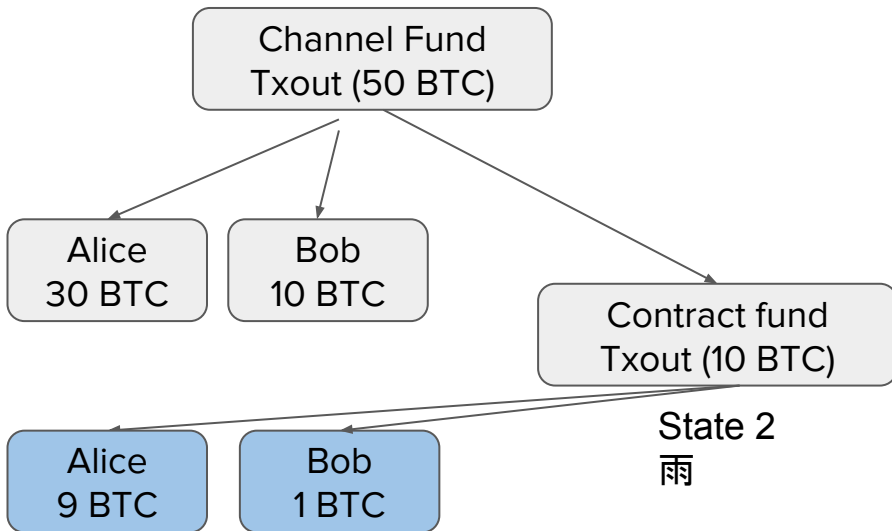 Channel Fund
Txout (50 BTC)
Alice
30 BTC
Bob
10 BTC
Contract fund
Txout (10 BTC)
State 2
雨
Alice
9 BTC
Bob
1 BTC